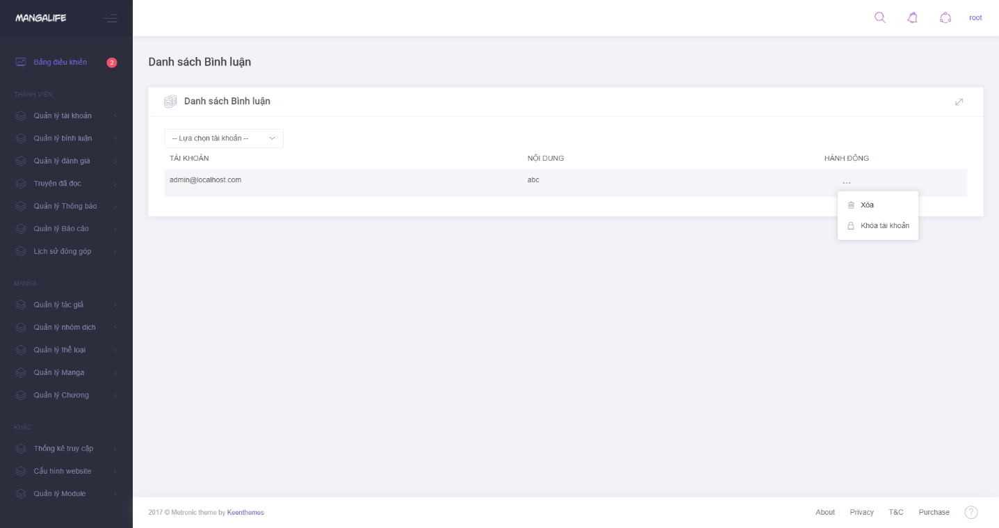 MANGALIFE
root
Bảng điều khiển
2
THÀNH VIÊN
Quản lý tài khoản
Quản lý bình luận
Quản lý đánh giá
Truyện đã đọc
Quản lý Thông báo
Quản lý Báo cáo
Lịch sử đóng góp
MANGA
Quản lý tác giả
Quản lý nhóm dịch
Quản lý thể loại
Quản lý Manga
Quản lý Chương
KHÁC
Thống kê truy cập
Cấu hình website
Quản lý Module
Danh sách Bình luận
Danh sách Bình luận
-- Lựa chọn tài khoản --
TÀI KHOẢN NỘI DUNG HÀNH ĐỘNG
admin@localhost.com abc ...
Xóa
Khóa tài khoản
2017 © Metronic theme by Keenthemes
About Privacy T&C Purchase ?